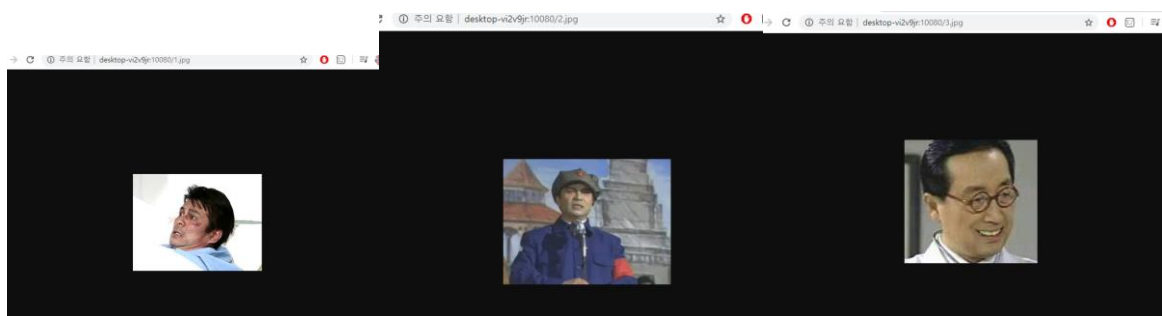 주의 요함 | desktop-vi2v9jr:10080/1.jpg
주의 요함 | desktop-vi2v9jr:10080/2.jpg
주의 요함 | desktop-vi2v9jr:10080/3.jpg